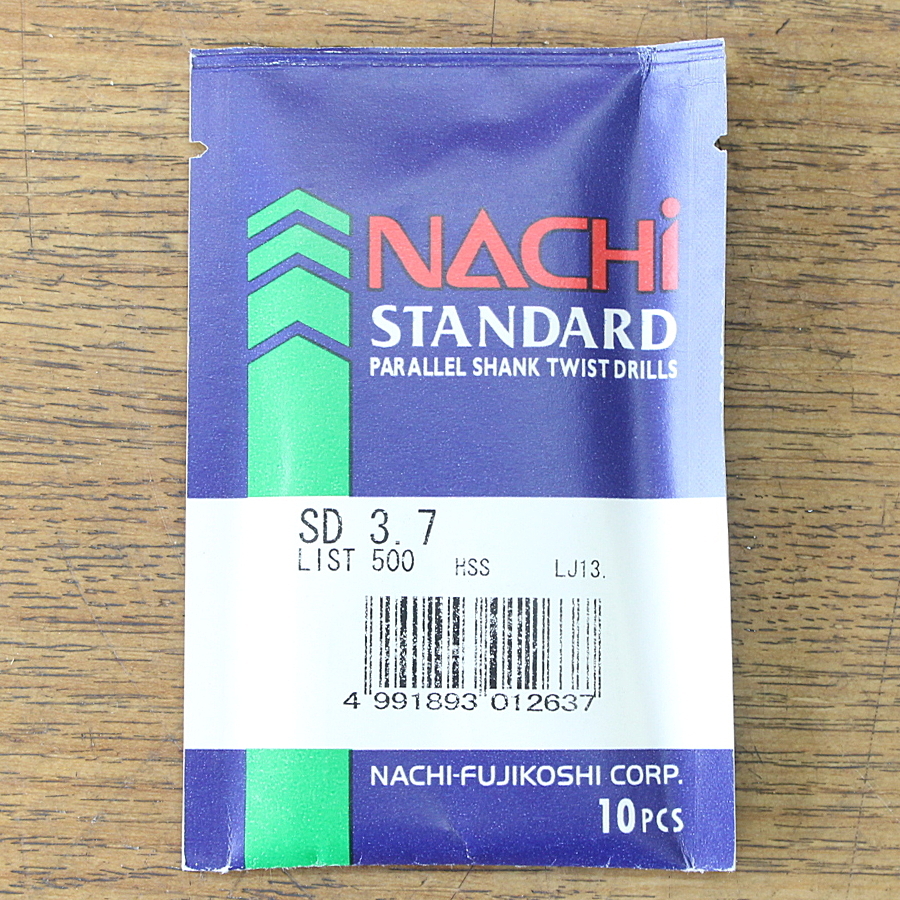 NACHi
STANDARD
PARALLEL SHANK TWIST DRILLS
SD 3.7
LIST 500 HSS LJ13.
4 991893 012637
NACHI-FUJIKOSHI CORP.
10PCS